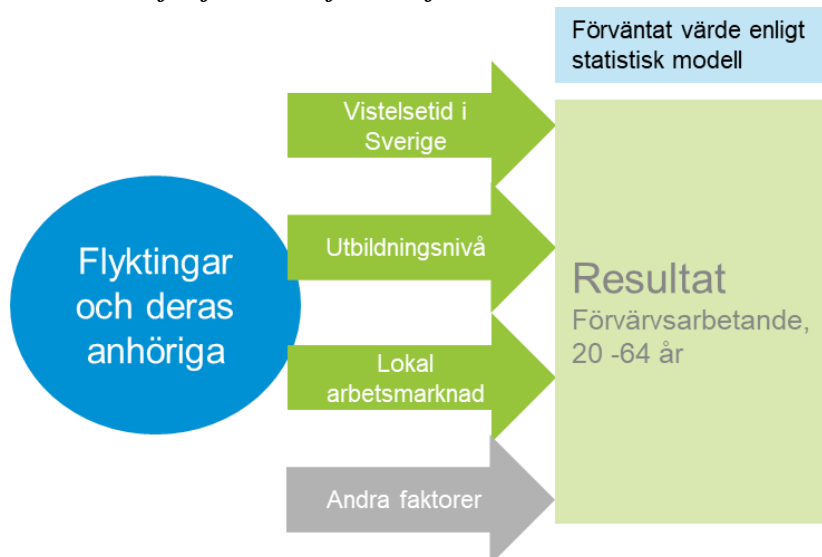 Förväntat värde enligt
statistisk modell
Vistelsetid i
Sverige
Utbildningsnivå
Flyktingar
och deras
anhöriga
Resultat
Förvärvsarbetande,
20 -64 år
Lokal
arbetsmarknad
Andra faktorer